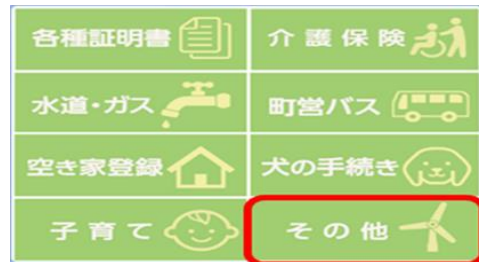 各種証明書
介護保険
水道・ガス
町営バス
空き家登録
犬の手続き
子育て
その他